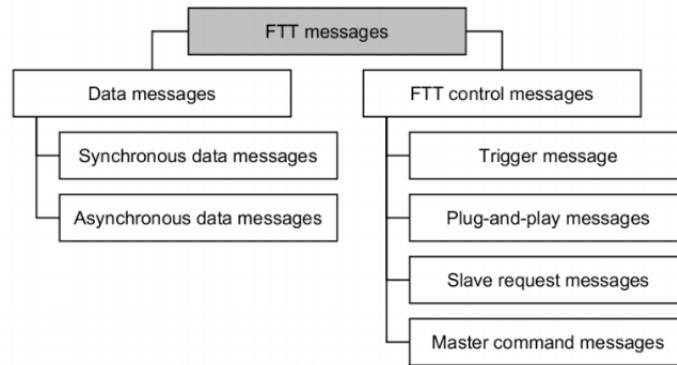 FTT messages
Data messages
Synchronous data messages
Asynchronous data messages
FTT control messages
Trigger message
Plug-and-play messages
Slave request messages
Master command messages